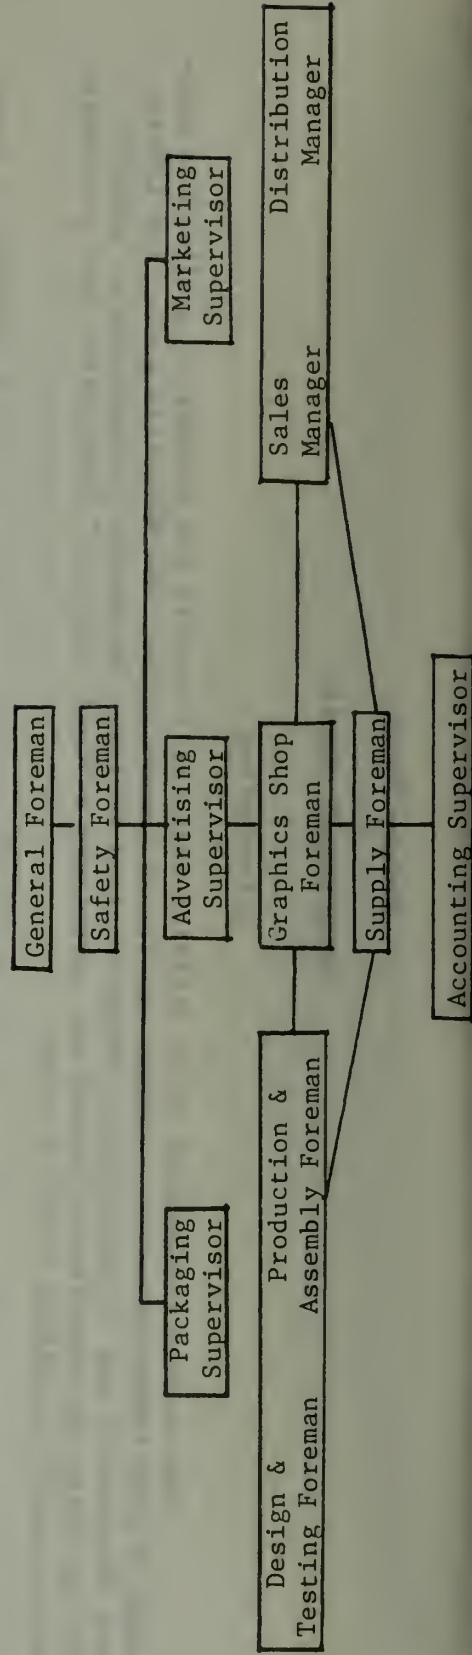 General Foreman
Safety Foreman
Packaging
Supervisor
Advertising
Supervisor
Marketing
Supervisor
Design &
Testing Foreman
Production &
Assembly Foreman
Graphics Shop
Foreman
Sales
Manager
Distribution
Manager
Supply Foreman
Accounting Supervisor